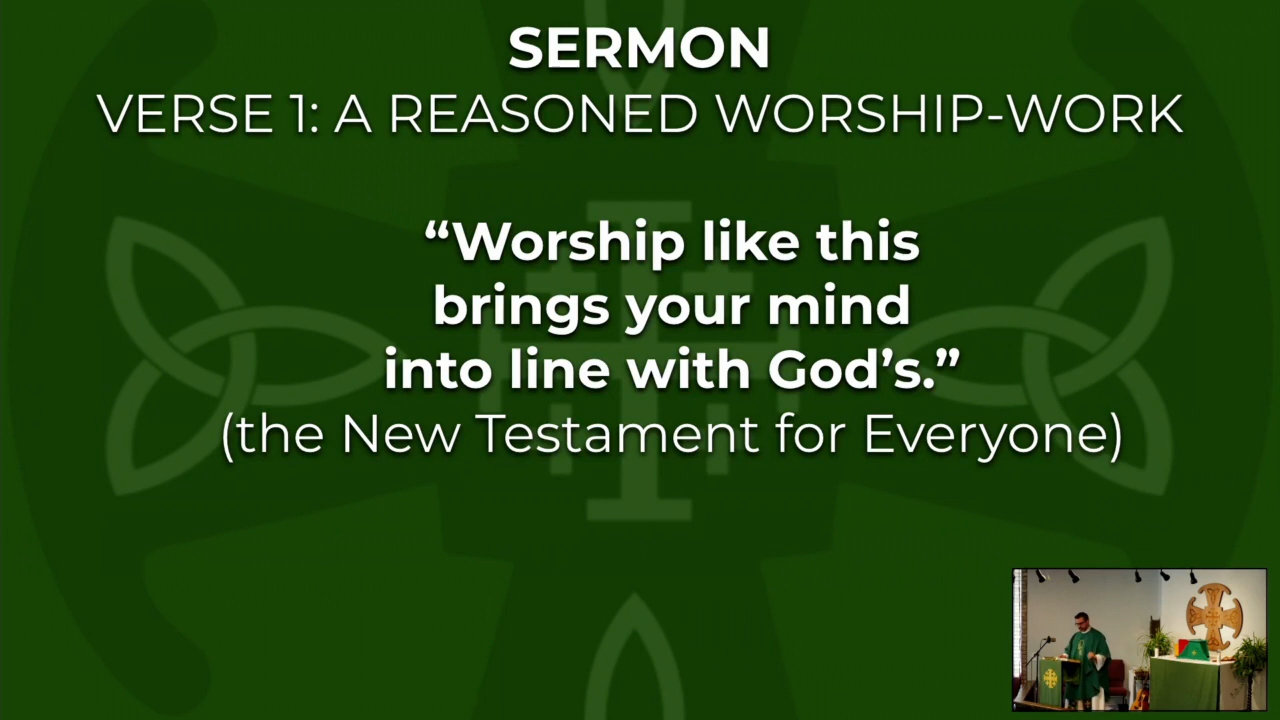 SERMON
VERSE 1: A REASONED WORSHIP-WORK
“Worship like this
brings your mind
into line with God’s.”
(the New Testament for Everyone)